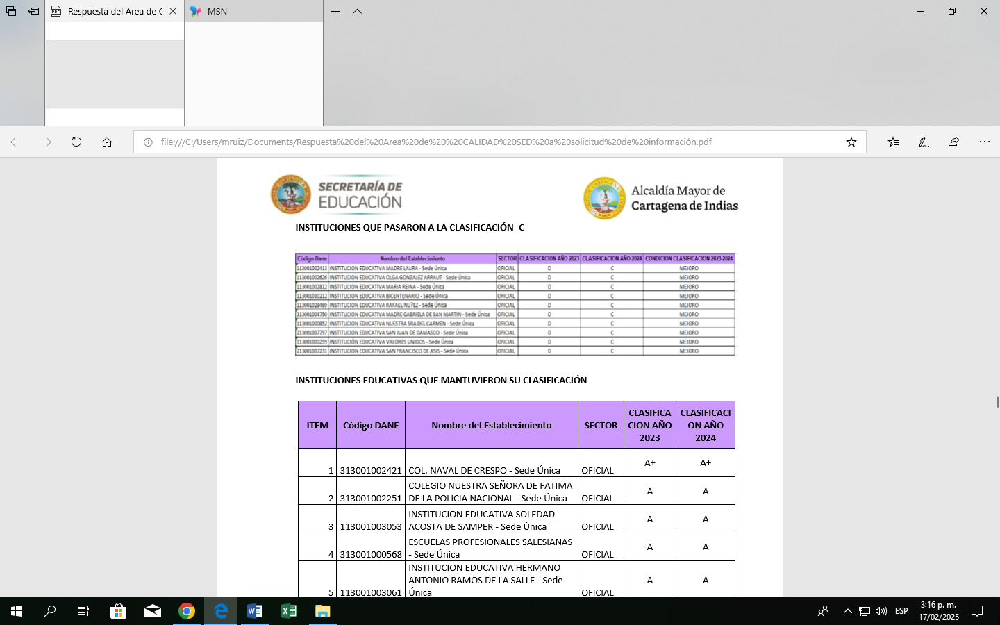 Respuesta del Area de C
MSN
file:///C:/Users/mruiz/Documents/Respuesta%20del%20Area%20de%20%20CALIDAD%20SED%20a%20solicitud%20de%20información.pdf
SECRETARÍA DE
EDUCACIÓN
Alcaldía Mayor de
Cartagena de Indias
INSTITUCIONES QUE PASARON A LA CLASIFICACIÓN- C
Código Dane Nombre del Establecimiento SECTOR CLASIFICACION AÑO 2023 CLASIFICACION AÑO 2024 CONDICION CLASIFICACION 2023-2024
113001002413 INSTITUCION EDUCATIVA MADRE LAURA - Sede Única OFICIAL D C MEJORO
113001002626 INSTITUCION EDUCATIVA OLGA GONZALEZ ARRAUT - Sede Única OFICIAL D C MEJORO
113001002812 INSTITUCION EDUCATIVA MARIA REINA - Sede Única OFICIAL D C MEJORO
113001030212 INSTITUCION EDUCATIVA BICENTENARIO - Sede Única OFICIAL D C MEJORO
113001028469 INSTITUCION EDUCATIVA RAFAEL NU?EZ - Sede Única OFICIAL D C MEJORO
313001004750 INSTITUCION EDUCATIVA MADRE GABRIELA DE SAN MARTIN - Sede Única OFICIAL D C MEJORO
113001000852 INSTITUCION EDUCATIVA NUESTRA SRA DEL CARMEN - Sede Única OFICIAL D C MEJORO
213001007797 INSTITUCION EDUCATIVA SAN JUAN DE DAMASCO - Sede Única OFICIAL D C MEJORO
113001000259 INSTITUCIÓN EDUCATIVA VALORES UNIDOS - Sede Única OFICIAL D C MEJORO
213001007231 INSTITUCION EDUCATIVA SAN FRANCISCO DE ASIS - Sede Única OFICIAL D C MEJORO
INSTITUCIONES EDUCATIVAS QUE MANTUVIERON SU CLASIFICACIÓN
ITEM Código DANE Nombre del Establecimiento SECTOR
CLASIFICA
CION AÑO
2023
CLASIFICACI
ON AÑO
2024
1 313001002421 COL. NAVAL DE CRESPO - Sede Única OFICIAL A+ A+
COLEGIO NUESTRA SEÑORA DE FATIMA
2 313001002251 DE LA POLICIA NACIONAL - Sede Única OFICIAL A A
INSTITUCION EDUCATIVA SOLEDAD
3 113001003053 ACOSTA DE SAMPER - Sede Única OFICIAL A A
ESCUELAS PROFESIONALES SALESIANAS
4 313001000568 - Sede Única OFICIAL A A
INSTITUCION EDUCATIVA HERMANO
ANTONIO RAMOS DE LA SALLE - Sede
5 113001003061 Única OFICIAL A A
ESP
3:16 p. m.
17/02/2025